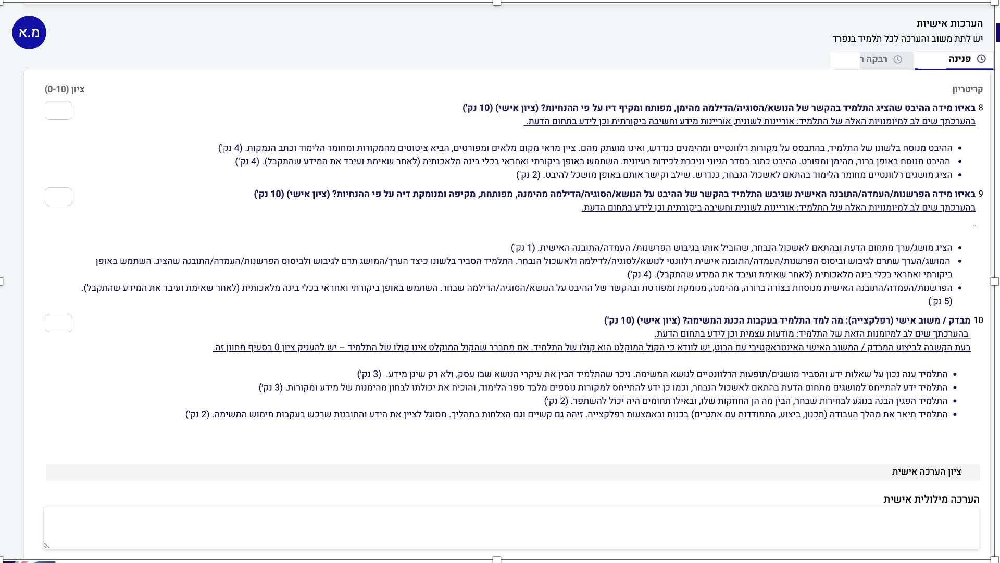 הערכות אישיות
מ.א
יש לתת משוב והערכה לכל תלמיד בנפרד
פנינה
רבקה ר
קריטריון
ציון (0-10)
8 באיזו מידה ההיבט שהציג התלמיד בהקשר של הנושא/הסוגיה/הדילמה מהימן, מפותח ומקיף דיו על פי ההנחיות? (ציון אישי) (10 נק')
בהערכתך שים לב למיומנויות האלה של התלמיד: אוריינות לשונית, אוריינות מידע וחשיבה ביקורתית וכן לידע בתחום הדעת.
• ההיבט מנוסח בלשונו של התלמיד, בהתבסס על מקורות רלוונטיים ומהימנים כנדרש, ואינו מועתק מהם. ציין מראי מקום מלאים ומפורטים, הביא ציטוטים מהמקורות ומחומר הלימוד וכתב הנמקות. (4 נק')
• ההיבט מנוסח באופן ברור, מהימן ומפורט. ההיבט כתוב בסדר הגיוני וניכרת לכידות רעיונית. השתמש באופן ביקורתי ואחראי בכלי בינה מלאכותית (לאחר שאימת ועיבד את המידע שהתקבל). (4 נק')
• הציג מושגים רלוונטיים מחומר הלימוד בהתאם לאשכול הנבחר, כנדרש. שילב וקישר אותם באופן מושכל להיבט. (2 נק')
9 באיזו מידה הפרשנות/העמדה/התובנה האישית שגיבש התלמיד בהקשר של ההיבט על הנושא/הסוגיה/הדילמה מהימנה, מפותחת, מקיפה ומנומקת דיה על פי ההנחיות? (ציון אישי) (10 נק')
בהערכתך שים לב למיומנויות האלה של התלמיד: אוריינות לשונית וחשיבה ביקורתית וכן לידע בתחום הדעת.
-
• הציג מושג/ערך מתחום הדעת ובהתאם לאשכול הנבחר, שהוביל אותו בגיבוש הפרשנות/ העמדה/התובנה האישית. (1 נק')
• המושג/הערך שתרם לגיבוש וביסוס הפרשנות/העמדה/התובנה אישית רלוונטי לנושא/לסוגיה/לדילמה ולאשכול הנבחר. התלמיד הסביר בלשונו כיצד הערך/המושג תרם לגיבוש ולביסוס הפרשנות/העמדה/התובנה שהציג. השתמש באופן
ביקורתי ואחראי בכלי בינה מלאכותית (לאחר שאימת ועיבד את המידע שהתקבל). (4 נק')
• הפרשנות/העמדה/התובנה האישית מנוסחת בצורה ברורה, מהימנה, מנומקת ומפורטת ובהקשר של ההיבט על הנושא/הסוגיה/הדילמה שבחר. השתמש באופן ביקורתי ואחראי בכלי בינה מלאכותית (לאחר שאימת ועיבד את המידע שהתקבל).
(5 נק')
10 מבדק / משוב אישי (רפלקצייה): מה למד התלמיד בעקבות הכנת המשימה? (ציון אישי) (10 נק')
בהערכתך שים לב למיומנות הזאת של התלמיד: מודעות עצמית וכן לידע בתחום הדעת.
בעת הקשבה לביצוע המבדק / המשוב האישי האינטראקטיבי עם הבוט, יש לוודא כי הקול המוקלט הוא קולו של התלמיד. אם מתברר שהקול המוקלט אינו קולו של התלמיד – יש להעניק ציון 0 בסעיף מחוון זה.
• התלמיד ענה נכון על שאלות ידע והסביר מושגים/תופעות הרלוונטיים לנושא המשימה. ניכר שהתלמיד הבין את עיקרי הנושא שבו עסק, ולא רק שינן מידע. (3 נק')
• התלמיד ידע להתייחס למושגים מתחום הדעת בהתאם לאשכול הנבחר, וכמו כן ידע להתייחס למקורות נוספים מלבד ספר הלימוד, והוכיח את יכולתו לבחון מהימנות של מידע ומקורות. (3 נק')
• התלמיד הפגין הבנה בנוגע לבחירות שבחר, הבין מה הן החוזקות שלו, ובאילו תחומים היה יכול להשתפר. (2 נק')
• התלמיד תיאר את מהלך העבודה (תכנון, ביצוע, התמודדות עם אתגרים) בכנות ובאמצעות רפלקצייה. זיהה גם קשיים וגם הצלחות בתהליך. מסוגל לציין את הידע והתובנות שרכש בעקבות מימוש המשימה. (2 נק')
ציון הערכה אישית
הערכה מילולית אישית